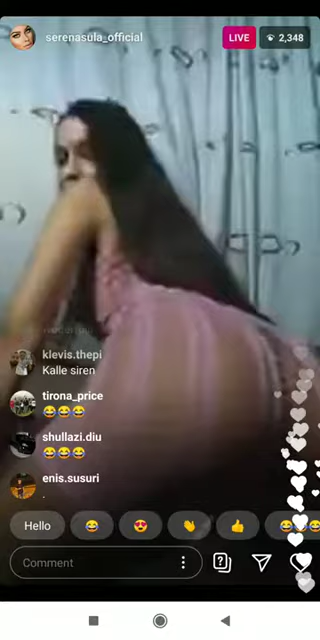 serenasula_official
LIVE
2,348
klevis.thepi
Kalle siren
tirona_price
😂😂😂
shullazi.diu
😂😂😂
enis.susuri
.
Hello
😂
😍
👏
👍
😂😂😂
Comment